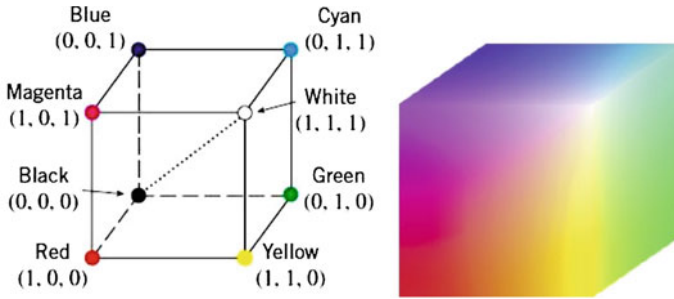 Blue
(0, 0, 1)
Cyan
(0, 1, 1)
Magenta
(1, 0, 1)
White
(1, 1, 1)
Black
(0, 0, 0)
Green
(0, 1, 0)
Red
(1, 0, 0)
Yellow
(1, 1, 0)